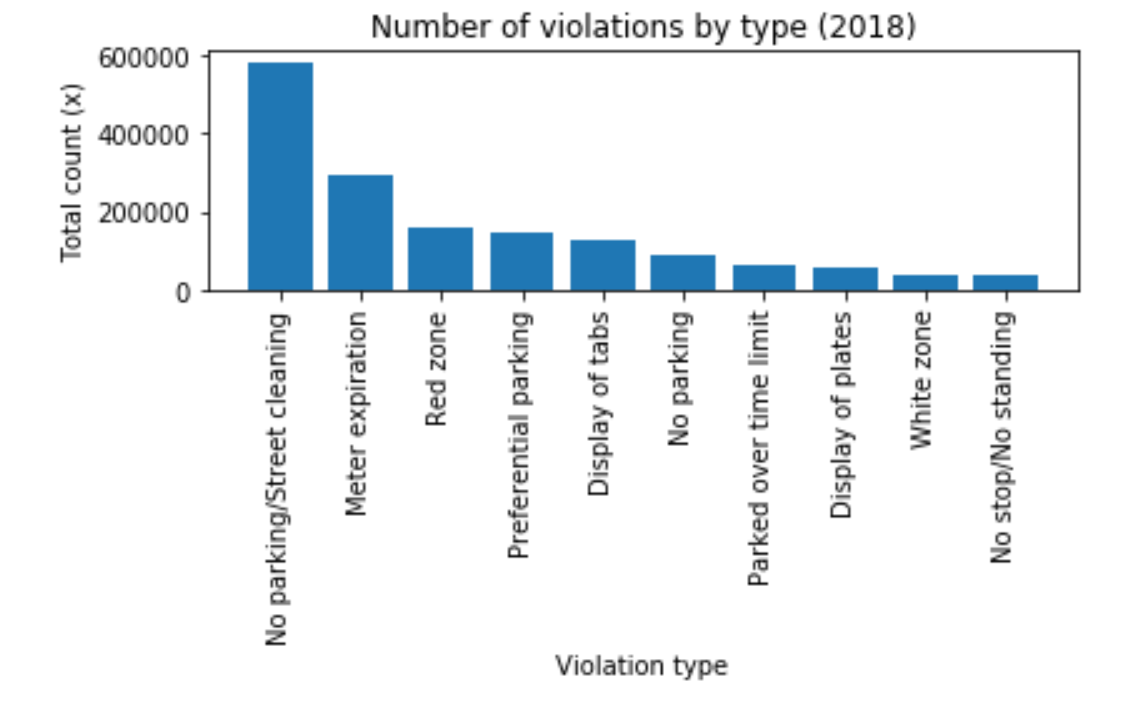 Number of violations by type (2018)
Total count (x)
600000
400000
200000
0
No parking/Street cleaning
Meter expiration
Red zone
Preferential parking
Display of tabs
No parking
Parked over time limit
Display of plates
White zone
No stop/No standing
Violation type